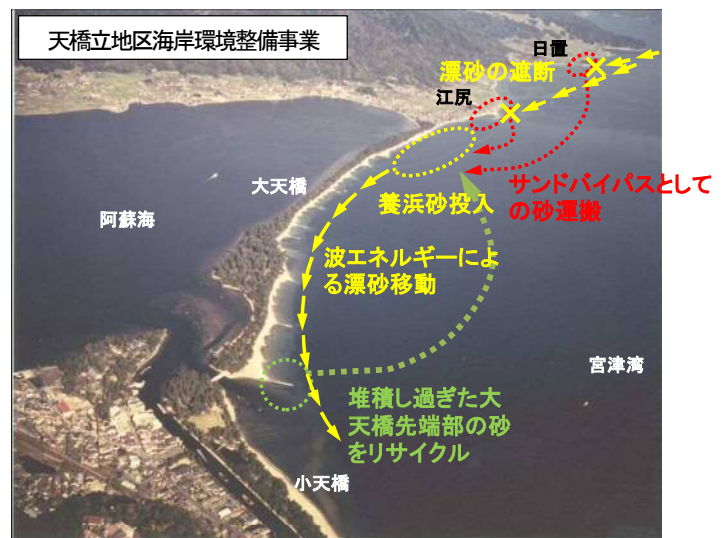 天橋立地区海岸環境整備事業
日置
漂砂の遮断
江尻
大天橋
サンドバイパスとして
の砂運搬
養浜砂投入
阿蘇海
波エネルギーによ
る漂砂移動
宮津湾
堆積し過ぎた大
天橋先端部の砂
をリサイクル
小天橋